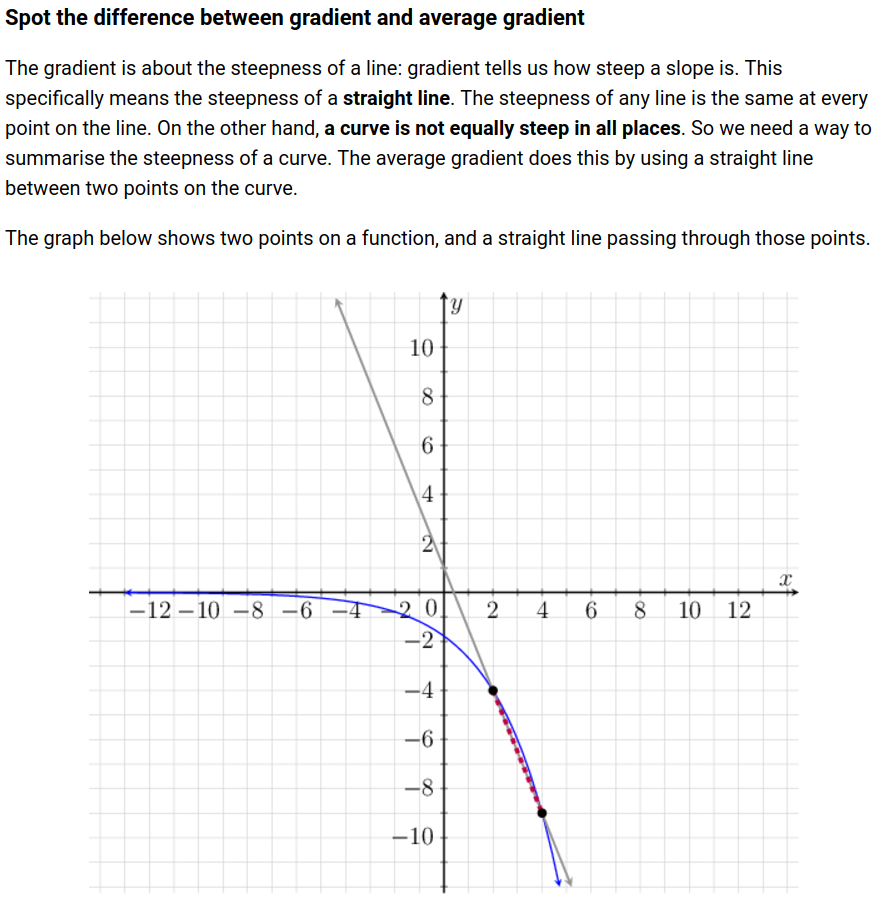 Spot the difference between gradient and average gradient
The gradient is about the steepness of a line: gradient tells us how steep a slope is. This
specifically means the steepness of a straight line. The steepness of any line is the same at every
point on the line. On the other hand, a curve is not equally steep in all places. So we need a way to
summarise the steepness of a curve. The average gradient does this by using a straight line
between two points on the curve.
The graph below shows two points on a function, and a straight line passing through those points.
y
10
8
6
4
2
x
−12 −10 −8 −6 −4 −2 0 2 4 6 8 10 12
−2
−4
−6
−8
−10